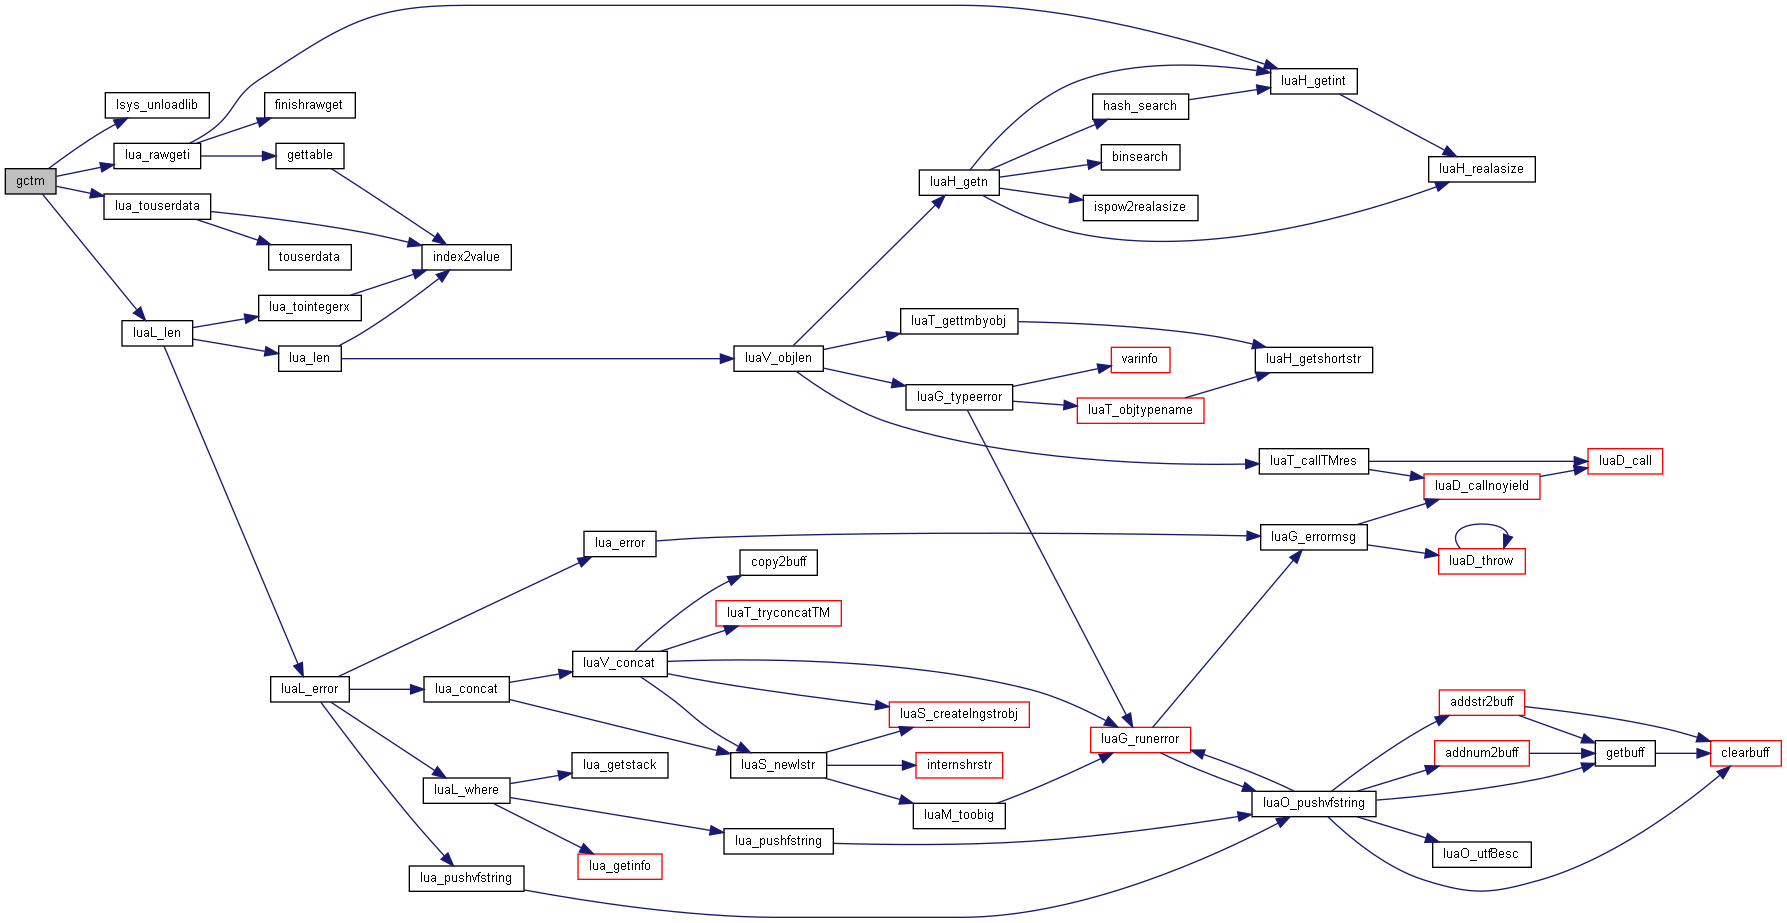 gctm
lsys_unloadlib
lua_rawgeti
lua_touserdata
luaL_len
finishrawget
gettable
touserdata
lua_tointegerx
lua_len
index2value
luaL_error
lua_error
lua_concat
luaL_where
lua_pushvfstring
luaV_concat
lua_getstack
lua_getinfo
copy2buff
luaT_tryconcatTM
luaS_newlstr
lua_pushfstring
luaV_objlen
luaH_getn
luaT_gettmbyobj
luaG_typeerror
luaS_createlngstrobj
internshrstr
luaM_toobig
hash_search
binsearch
ispow2realasize
varinfo
luaT_objtypename
luaG_runerror
luaH_getint
luaH_getshortstr
luaT_callTMres
luaG_errormsg
luaO_pushvfstring
luaH_realasize
luaD_callnoyield
luaD_throw
addstr2buff
addnum2buff
luaO_utf8esc
luaD_call
getbuff
clearbuff